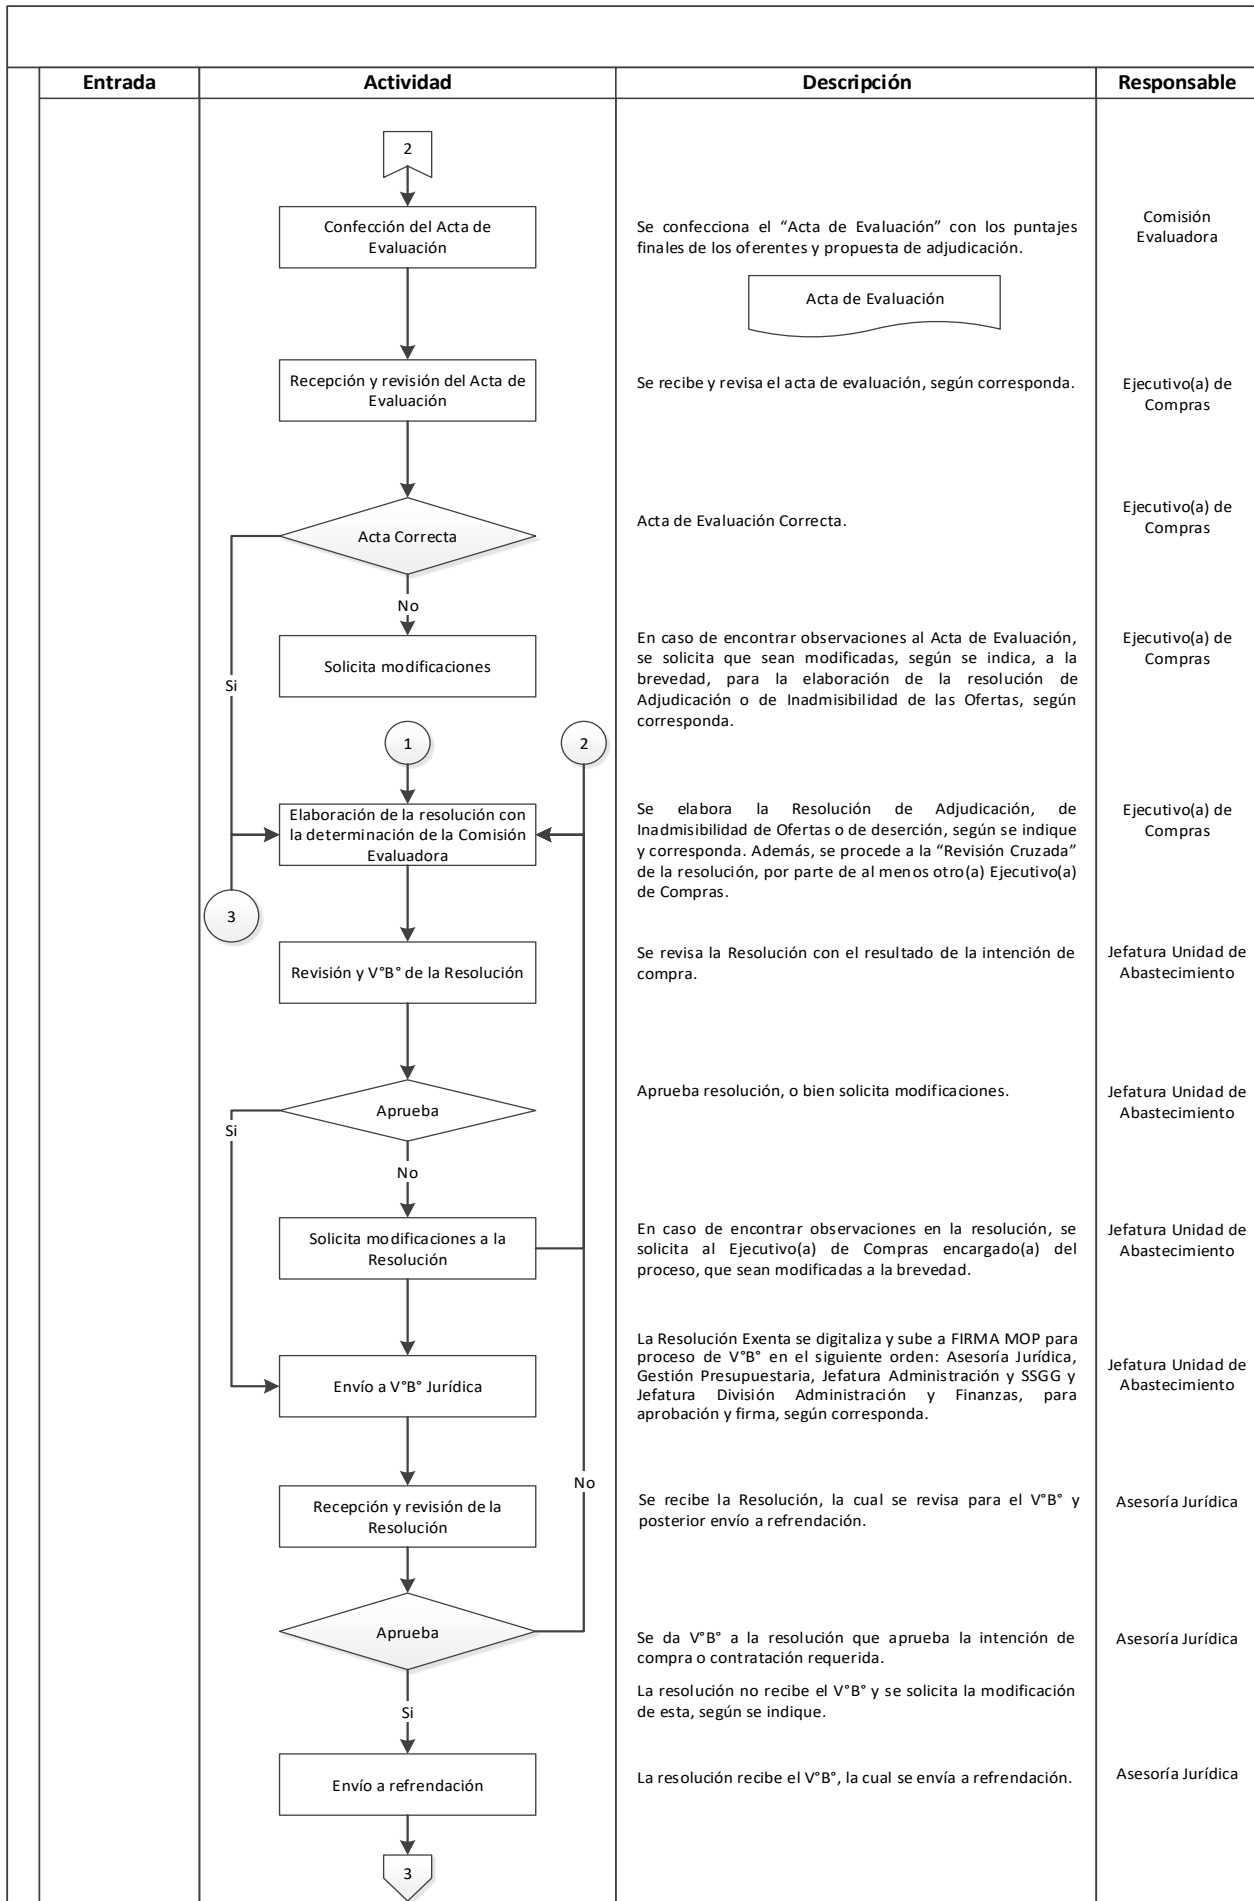 Entrada
Actividad
Descripción
Responsable
2
Confección del Acta de
Evaluación
Se confecciona el “Acta de Evaluación” con los puntajes
finales de los oferentes y propuesta de adjudicación.
Comisión
Evaluadora
Acta de Evaluación
Recepción y revisión del Acta de
Evaluación
Se recibe y revisa el acta de evaluación, según corresponda.
Ejecutivo(a) de
Compras
Acta Correcta
Acta de Evaluación Correcta.
Ejecutivo(a) de
Compras
No
Si
Solicita modificaciones
En caso de encontrar observaciones al Acta de Evaluación,
se solicita que sean modificadas, según se indica, a la
brevedad, para la elaboración de la resolución de
Adjudicación o de Inadmisibilidad de las Ofertas, según
corresponda.
Ejecutivo(a) de
Compras
1
2
Elaboración de la resolución con
la determinación de la Comisión
Evaluadora
Se elabora la Resolución de Adjudicación, de
Inadmisibilidad de Ofertas o de deserción, según se indique
y corresponda. Además, se procede a la “Revisión Cruzada”
de la resolución, por parte de al menos otro(a) Ejecutivo(a)
de Compras.
Ejecutivo(a) de
Compras
3
Revisión y V°B° de la Resolución
Se revisa la Resolución con el resultado de la intención de
compra.
Jefatura Unidad de
Abastecimiento
Aprueba
Aprueba resolución, o bien solicita modificaciones.
Jefatura Unidad de
Abastecimiento
Si
No
Solicita modificaciones a la
Resolución
En caso de encontrar observaciones en la resolución, se
solicita al Ejecutivo(a) de Compras encargado(a) del
proceso, que sean modificadas a la brevedad.
Jefatura Unidad de
Abastecimiento
Envío a V°B° Jurídica
La Resolución Exenta se digitaliza y sube a FIRMA MOP para
proceso de V°B° en el siguiente orden: Asesoría Jurídica,
Gestión Presupuestaria, Jefatura Administración y SSGG y
Jefatura División Administración y Finanzas, para
aprobación y firma, según corresponda.
Jefatura Unidad de
Abastecimiento
No
Recepción y revisión de la
Resolución
Se recibe la Resolución, la cual se revisa para el V°B° y
posterior envío a refrendación.
Asesoría Jurídica
Aprueba
Se da V°B° a la resolución que aprueba la intención de
compra o contratación requerida.
La resolución no recibe el V°B° y se solicita la modificación
de esta, según se indique.
Asesoría Jurídica
Si
Envío a refrendación
La resolución recibe el V°B°, la cual se envía a refrendación.
Asesoría Jurídica
3